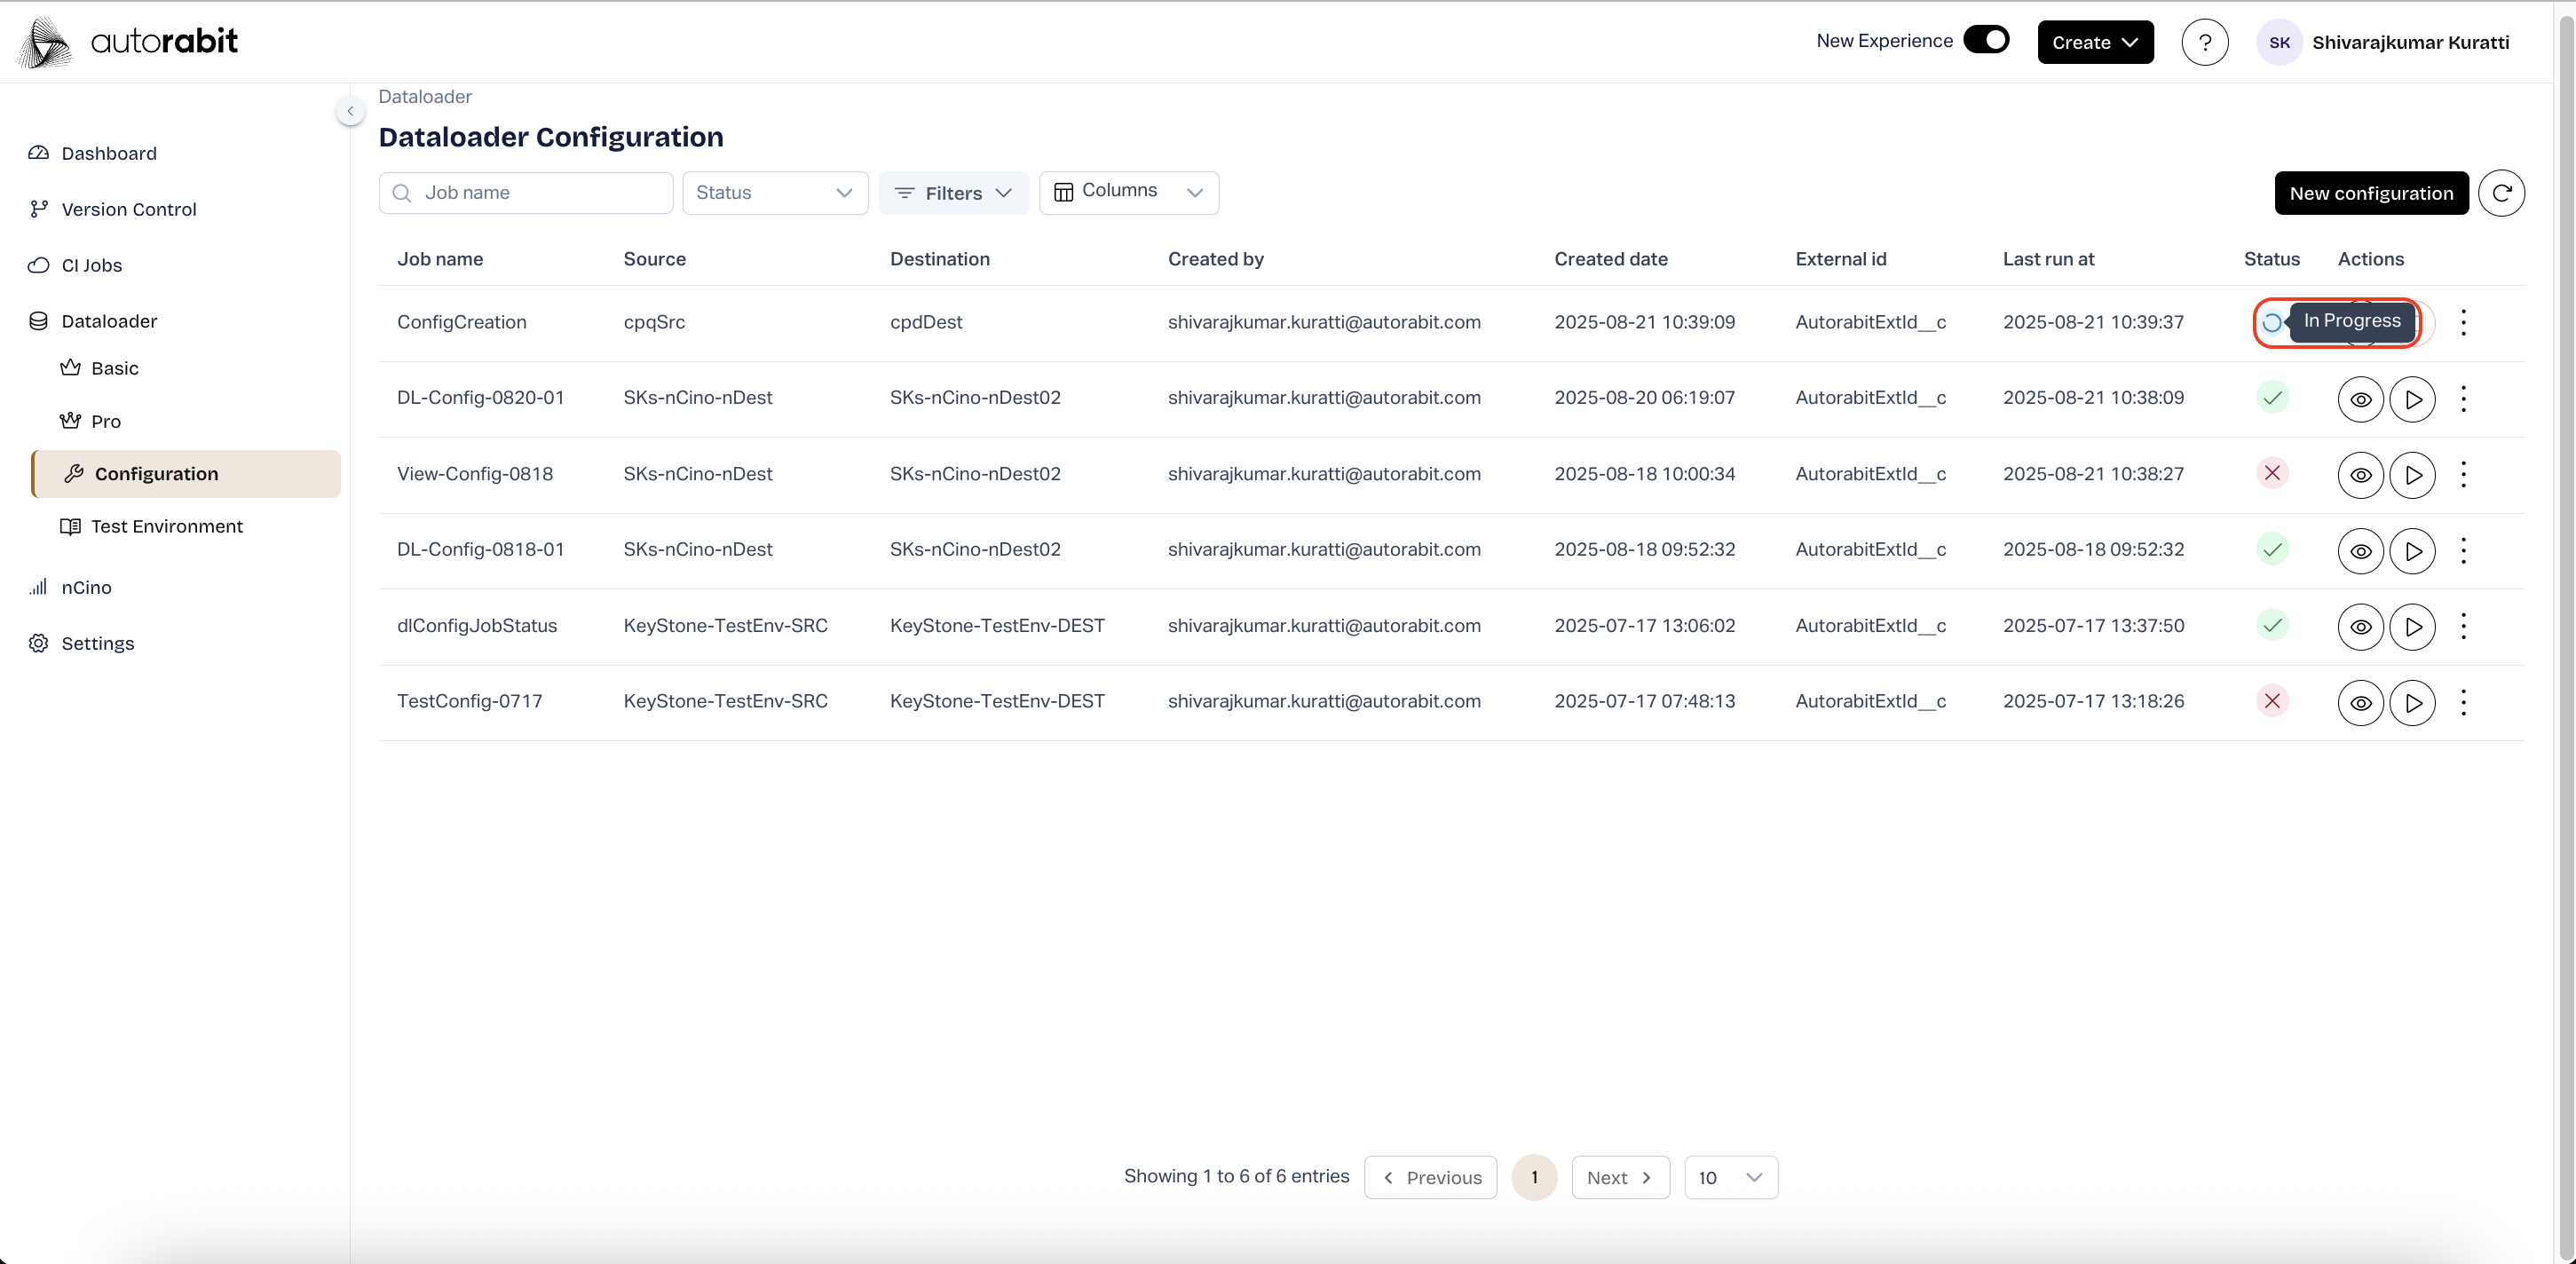 autorabit
New Experience
Create
?
SK
Shivarajkumar Kuratti
Dashboard
Version Control
CI Jobs
Dataloader
Basic
Pro
Configuration
Test Environment
nCino
Settings
Dataloader
Dataloader Configuration
Job name
Status
Filters
Columns
New configuration
Job name Source Destination Created by Created date External id Last run at Status Actions
ConfigCreation cpqSrc cpdDest shivarajkumar.kuratti@autorabit.com 2025-08-21 10:39:09 AutorabitExtId__c 2025-08-21 10:39:37 In Progress
DL-Config-0820-01 SKs-nCino-nDest SKs-nCino-nDest02 shivarajkumar.kuratti@autorabit.com 2025-08-20 06:19:07 AutorabitExtId__c 2025-08-21 10:38:09
View-Config-0818 SKs-nCino-nDest SKs-nCino-nDest02 shivarajkumar.kuratti@autorabit.com 2025-08-18 10:00:34 AutorabitExtId__c 2025-08-21 10:38:27
DL-Config-0818-01 SKs-nCino-nDest SKs-nCino-nDest02 shivarajkumar.kuratti@autorabit.com 2025-08-18 09:52:32 AutorabitExtId__c 2025-08-18 09:52:32
dlConfigJobStatus KeyStone-TestEnv-SRC KeyStone-TestEnv-DEST shivarajkumar.kuratti@autorabit.com 2025-07-17 13:06:02 AutorabitExtId__c 2025-07-17 13:37:50
TestConfig-0717 KeyStone-TestEnv-SRC KeyStone-TestEnv-DEST shivarajkumar.kuratti@autorabit.com 2025-07-17 07:48:13 AutorabitExtId__c 2025-07-17 13:18:26
Showing 1 to 6 of 6 entries Previous 1 Next 10